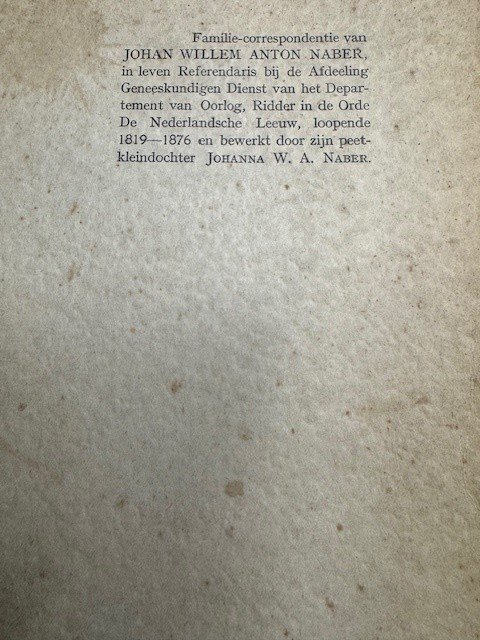 Familie-correspondentie van
JOHAN WILLEM ANTON NABER,
in leven Referendaris bij de Afdeeling
Geneeskundigen Dienst van het Depar-
tement van Oorlog, Ridder in de Orde
De Nederlandsche Leeuw, loopende
1819—1876 en bewerkt door zijn peet-
kleindochter JOHANNA W. A. NABER.